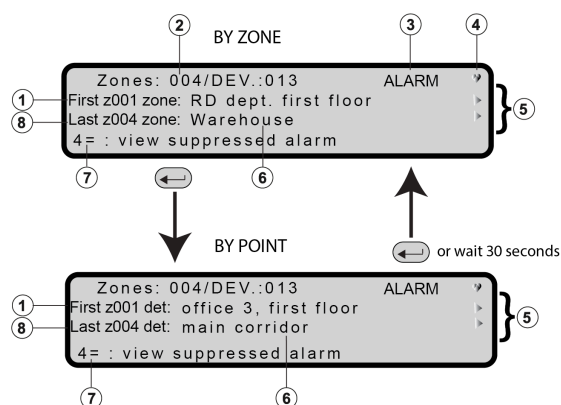 2
BY ZONE
3
4
Zones: 004/DEV.:013 ALARM
1
First z001 zone: RD dept. first floor
5
8
Last z004 zone: Warehouse
4= : view suppressed alarm
7
6
BY POINT
or wait 30 seconds
Zones: 004/DEV.:013 ALARM
1
First z001 det: office 3, first floor
5
8
Last z004 det: main corridor
4= : view suppressed alarm
7
6